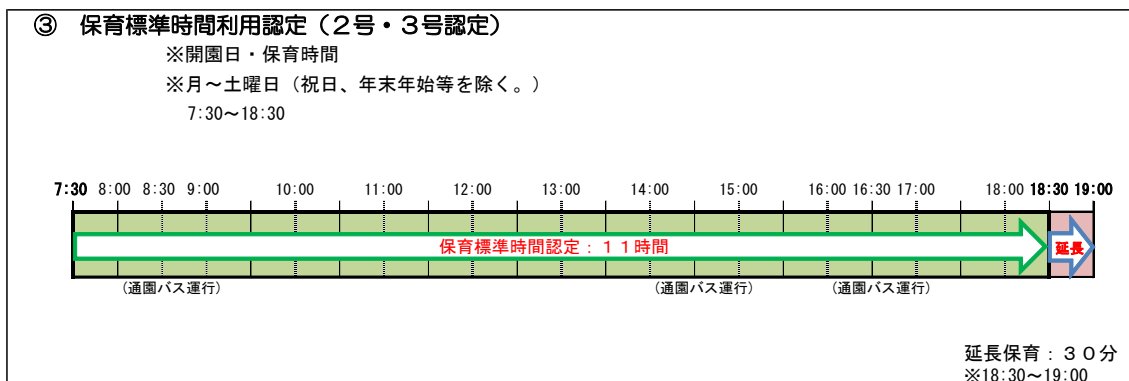 ③ 保育標準時間利用認定（２号・３号認定）
※開園日・保育時間
※月～土曜日（祝日、年末年始等を除く。）
7:30～18:30
7:30 8:00 8:30 9:00 10:00 11:00 12:00 13:00 14:00 15:00 16:00 16:30 17:00 18:00 18:30 19:00
保育標準時間認定：１１時間 延長
(通園バス運行) (通園バス運行) (通園バス運行)
延長保育：３０分
※18:30～19:00